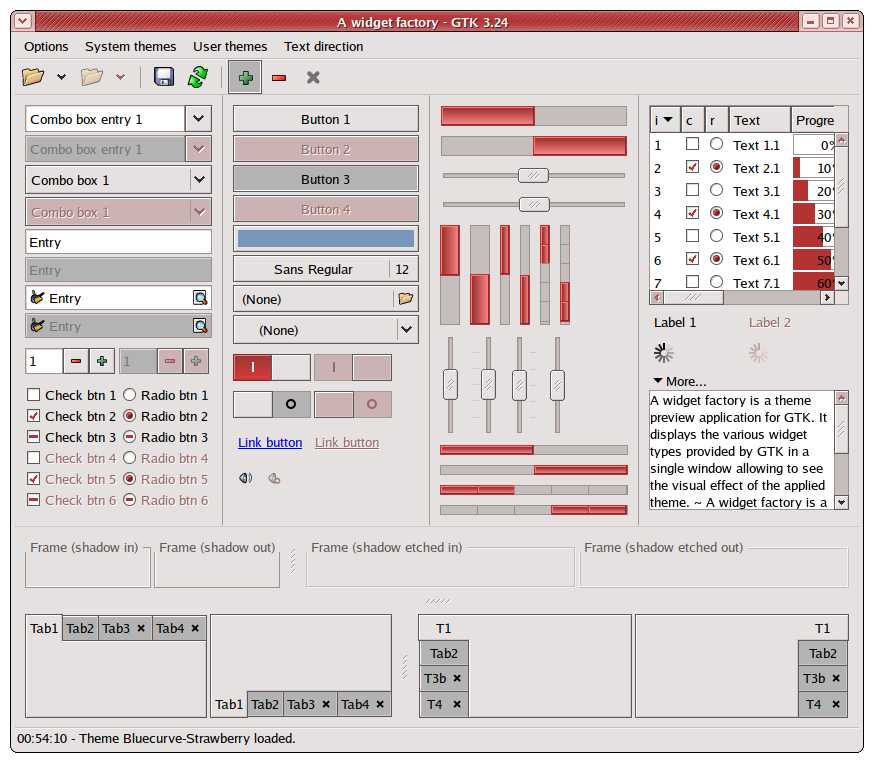 A widget factory - GTK 3.24
Options System themes User themes Text direction
Combo box entry 1
Combo box entry 1
Combo box 1
Combo box 1
Entry
Entry
Entry
Entry
1 1
Check btn 1 Radio btn 1
Check btn 2 Radio btn 2
Check btn 3 Radio btn 3
Check btn 4 Radio btn 4
Check btn 5 Radio btn 5
Check btn 6 Radio btn 6
Button 1
Button 2
Button 3
Button 4
Sans Regular 12
(None)
(None)
Link button Link button
i c r Text Progre
1 Text 1.1 0%
2 Text 2.1 10%
3 Text 3.1 20%
4 Text 4.1 30%
5 Text 5.1 40%
6 Text 6.1 50%
7 Text 7.1 60%
Label 1 Label 2
More...
A widget factory is a theme
preview application for GTK. It
displays the various widget
types provided by GTK in a
single window allowing to see
the visual effect of the applied
theme. ~ A widget factory is a
Frame (shadow in) Frame (shadow out) Frame (shadow etched in) Frame (shadow etched out)
Tab1 Tab2 Tab3 Tab4
Tab1 Tab2 Tab3 Tab4
T1
Tab2
T3b
T4
T1
Tab2
T3b
T4
00:54:10 - Theme Bluecurve-Strawberry loaded.